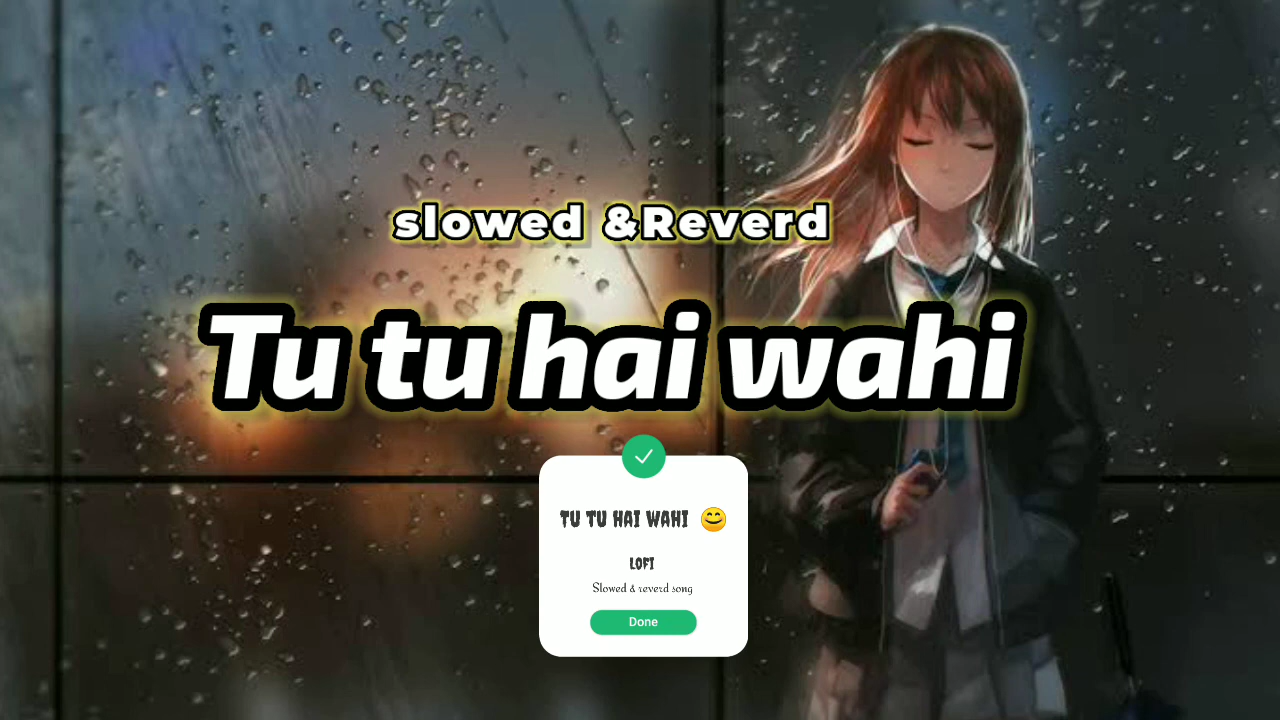 slowed &Reverd
Tu tu hai wahi
TU TU HAI WAHI 😊
LOFI
Slowed & reverd song
Done